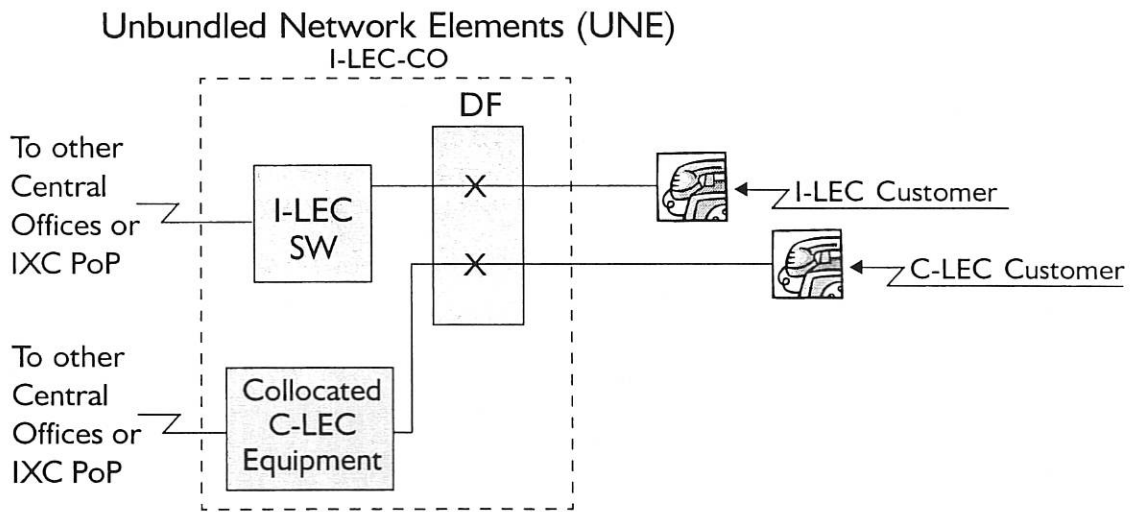 Unbundled Network Elements (UNE)
I-LEC-CO
DF
To other
Central
Offices or
IXC PoP
I-LEC
SW
I-LEC Customer
C-LEC Customer
To other
Central
Offices or
IXC PoP
Collocated
C-LEC
Equipment